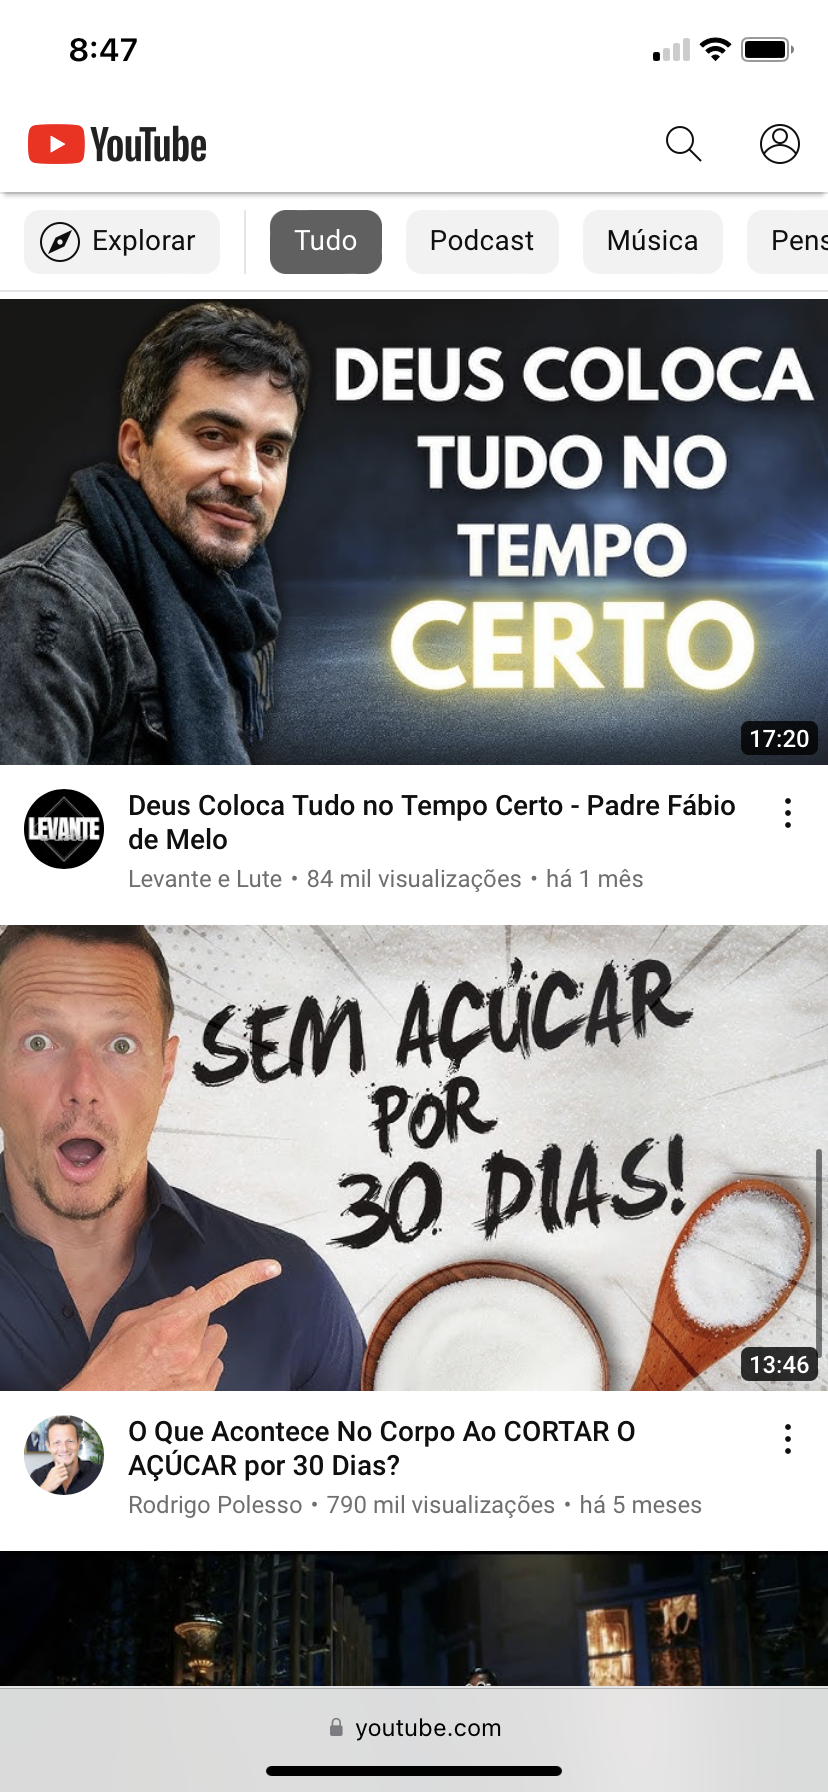 8:47
YouTube
Explorar
Tudo
Podcast
Música
Pens
DEUS COLOCA
TUDO NO
TEMPO
CERTO
17:20
LEVANTE
Deus Coloca Tudo no Tempo Certo - Padre Fábio
de Melo
Levante e Lute • 84 mil visualizações • há 1 mês
SEM AÇÚCAR
POR
30 DIAS!
13:46
O Que Acontece No Corpo Ao CORTAR O
AÇÚCAR por 30 Dias?
Rodrigo Polesso • 790 mil visualizações • há 5 meses
youtube.com